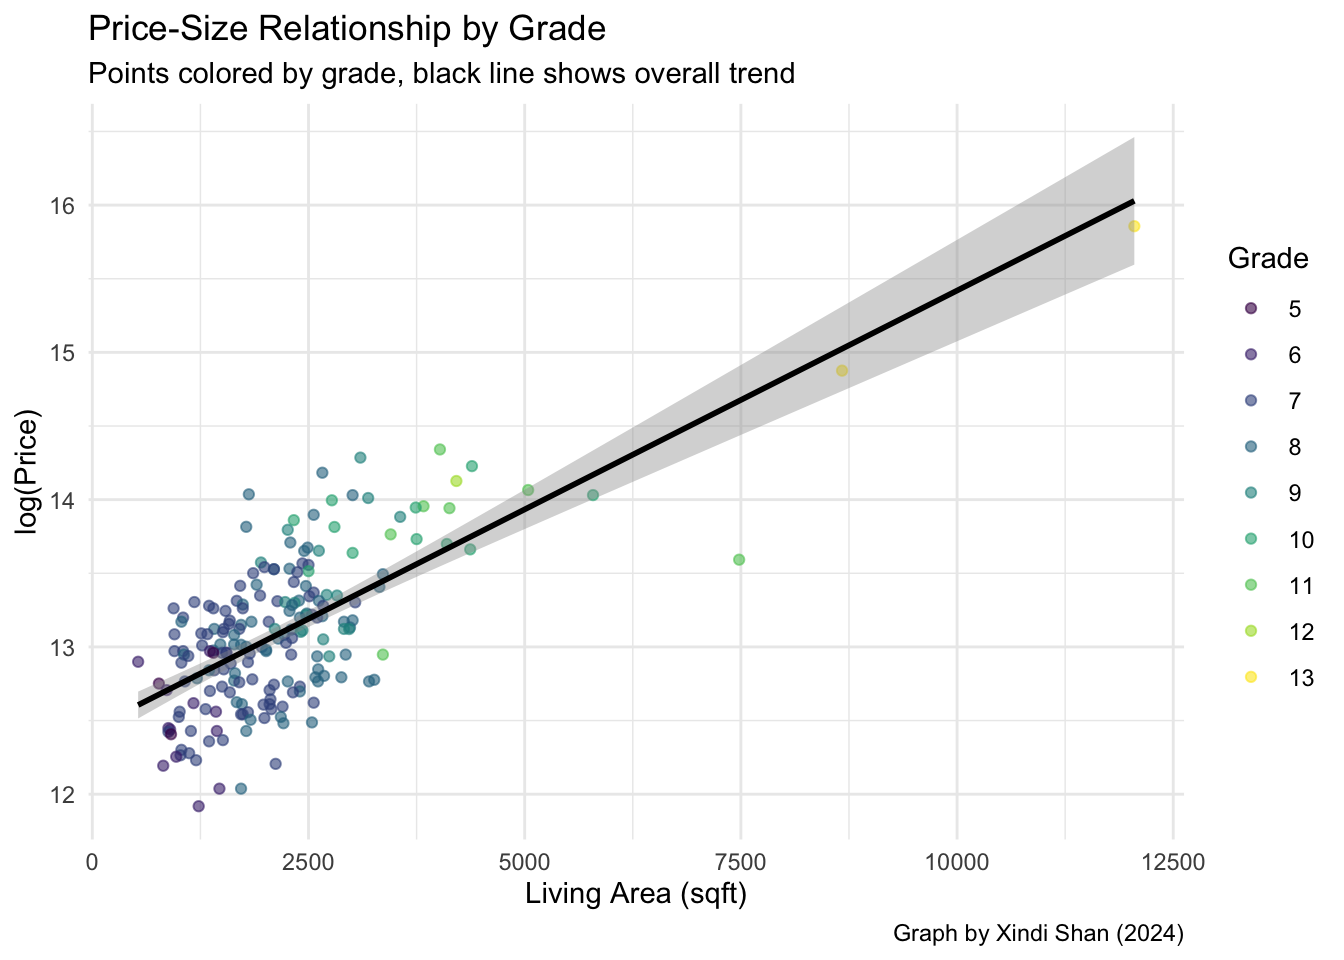 Price-Size Relationship by Grade
Points colored by grade, black line shows overall trend
log(Price)
16
15
14
13
12
0 2500 5000 7500 10000 12500
Living Area (sqft)
Grade
5
6
7
8
9
10
11
12
13
Graph by Xindi Shan (2024)